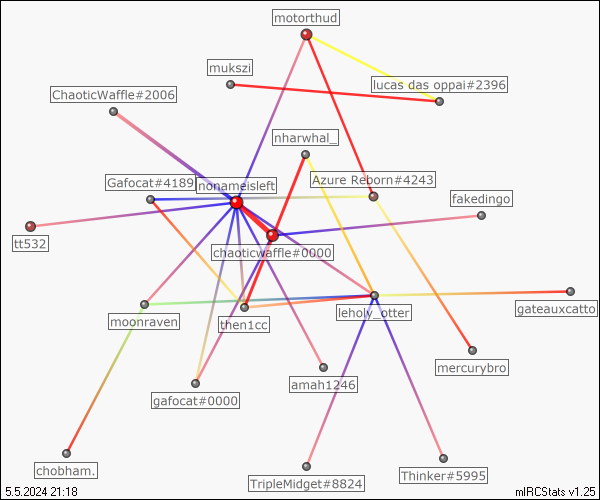 motorthud
mukszi
lucas das oppai#2396
ChaoticWaffle#2006
nharwhal_
Gafocat#4189
nonameisleft
Azure Reborn#4243
fakedingo
tt532
chaoticwaffle#0000
moonraven
then1cc
leholy_otter
gateauxcatto
mercurybro
amah1246
gafocat#0000
chobham.
TripleMidget#8824
Thinker#5995
5.5.2024 21:18
mIRCStats v1.25